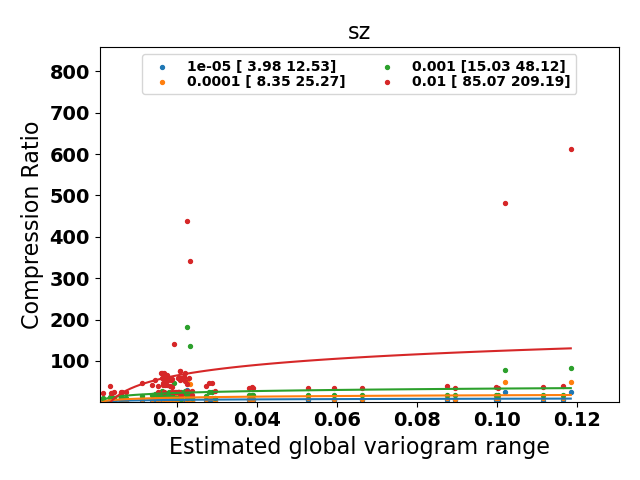 sz
1e-05 [ 3.98 12.53]
0.0001 [ 8.35 25.27]
0.001 [15.03 48.12]
0.01 [ 85.07 209.19]
Compression Ratio
800
700
600
500
400
300
200
100
0.02 0.04 0.06 0.08 0.10 0.12
Estimated global variogram range